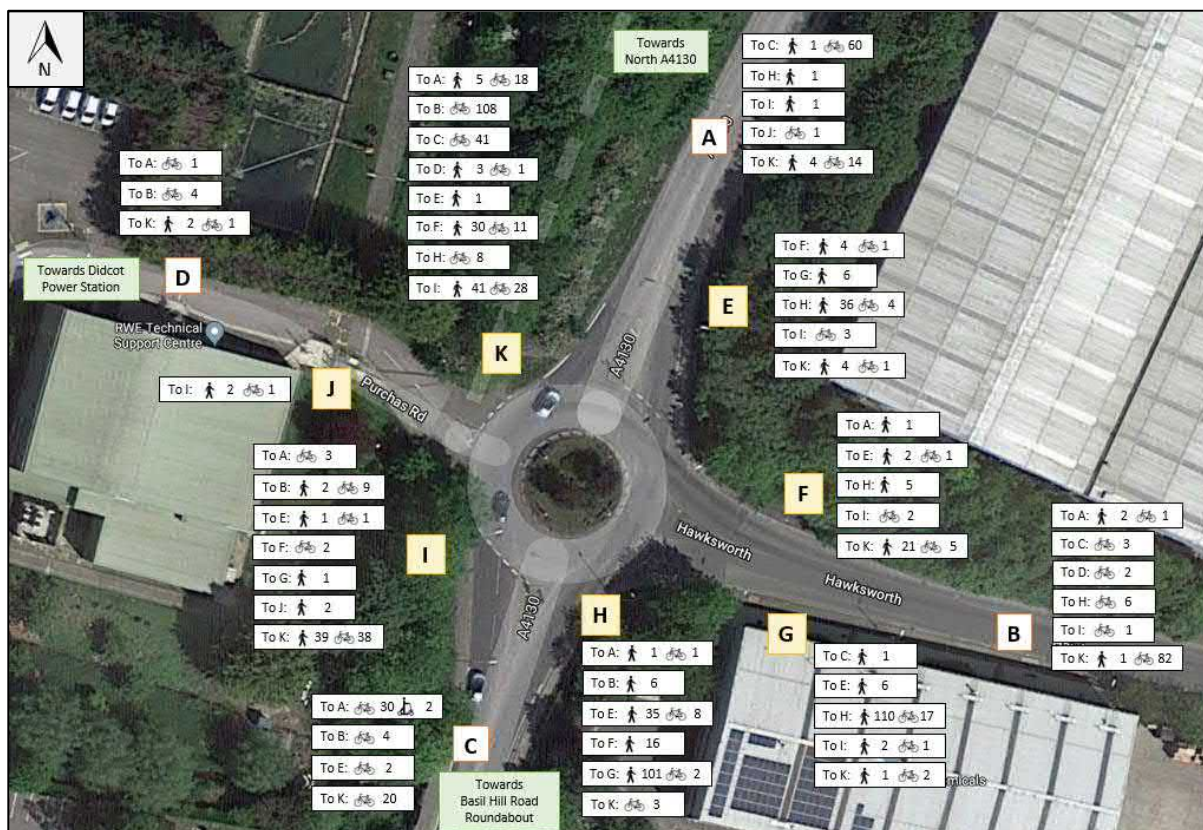 N
Towards
North A4130
To C: 1 60
To H: 1
To I: 1
To J: 1
To K: 4 14
A
To A: 5 18
To B: 108
To C: 41
To D: 3 1
To E: 1
To F: 30 11
To H: 8
To I: 41 28
To A: 1
To B: 4
To K: 2 1
D
Towards Didcot
Power Station
RWE Technical
Support Centre
K
A4130
E
To F: 4 1
To G: 6
To H: 36 4
To I: 3
To K: 4 1
To I: 2 1
J
Purchas Rd
To A: 3
To B: 2 9
To E: 1 1
To F: 2
To G: 1
To J: 2
To K: 39 38
I
F
To A: 1
To E: 2 1
To H: 5
To I: 2
To K: 21 5
Hawksworth
Hawksworth
To A: 2 1
To C: 3
To D: 2
To H: 6
To I: 1
To K: 1 82
B
A4130
H
To A: 1 1
To B: 6
To E: 35 8
To F: 16
To G: 101 2
To K: 3
G
To C: 1
To E: 6
To H: 110 17
To I: 2 1
To K: 1 2
To A: 30 2
To B: 4
To E: 2
To K: 20
C
Towards
Basil Hill Road
Roundabout